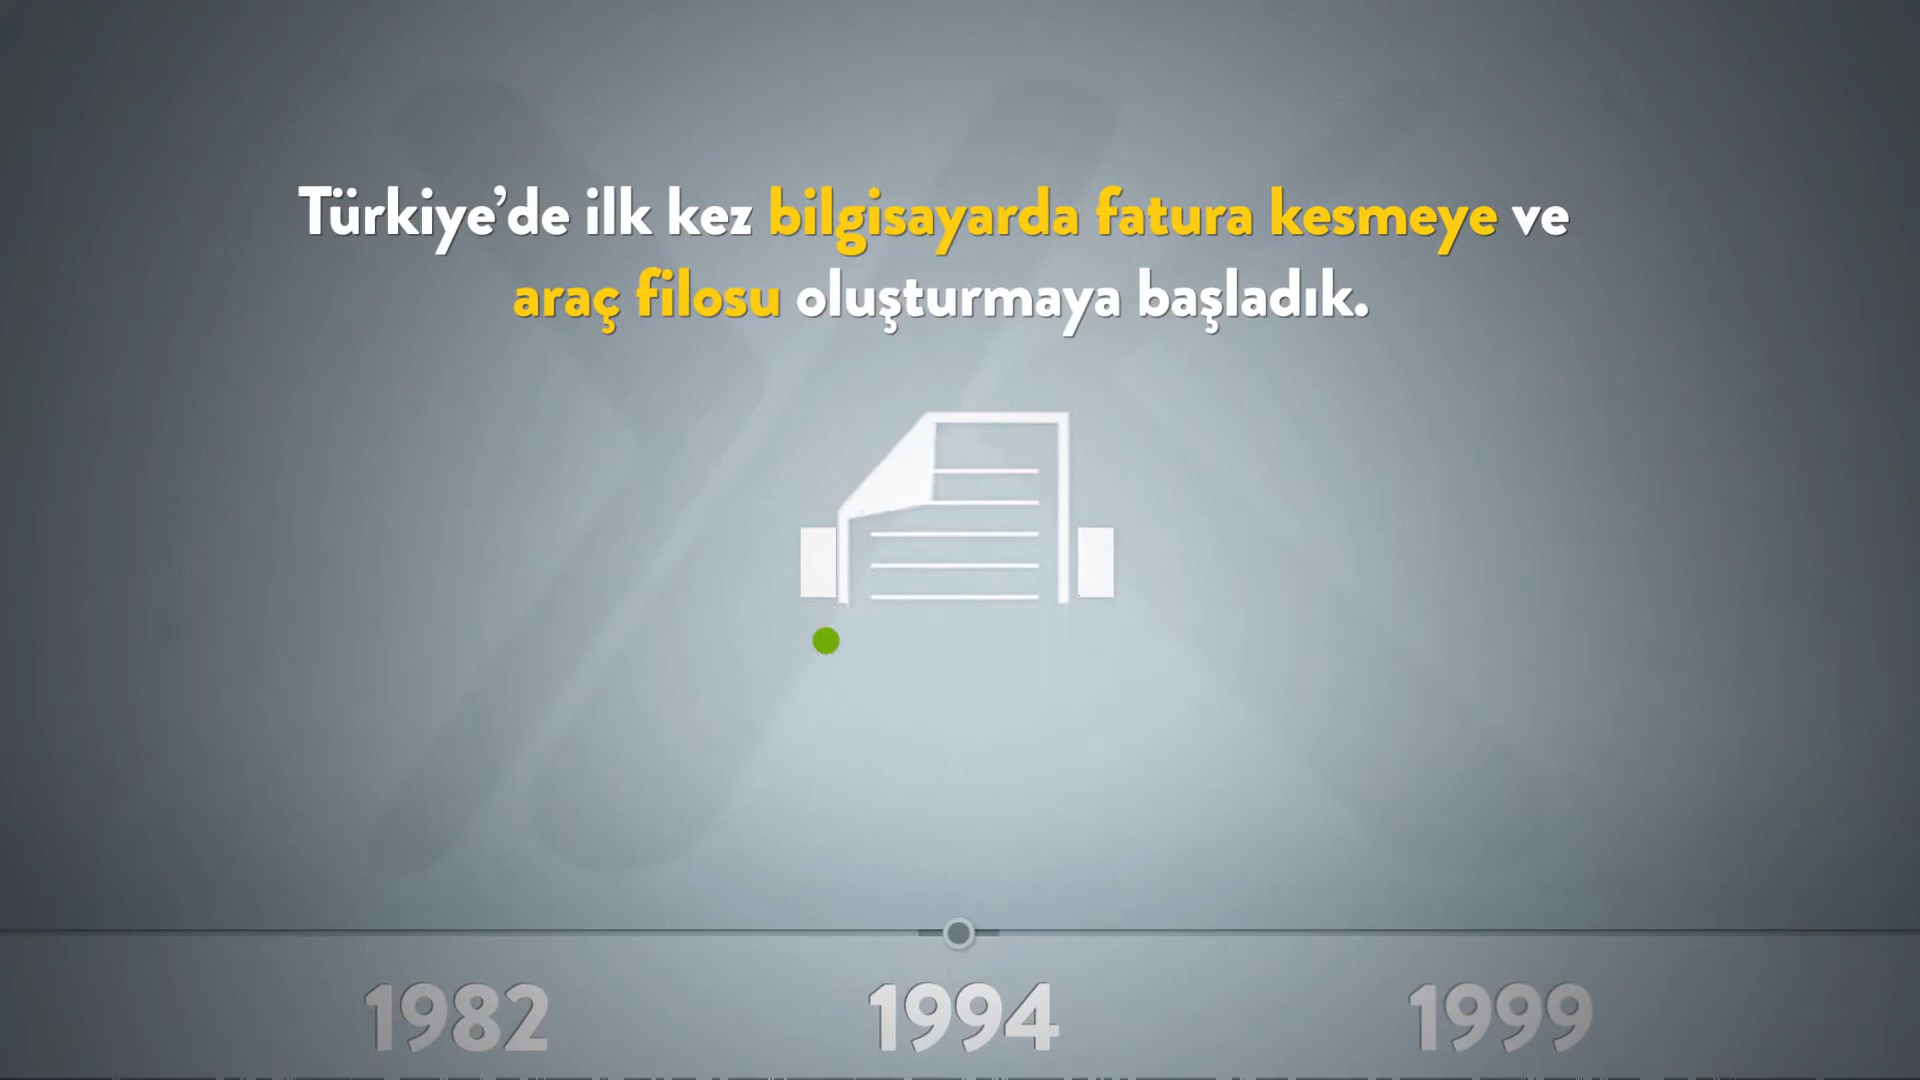 Türkiye’de ilk kez bilgisayarda fatura kesmeye ve
araç filosu oluşturmaya başladık.
1982
1994
1999